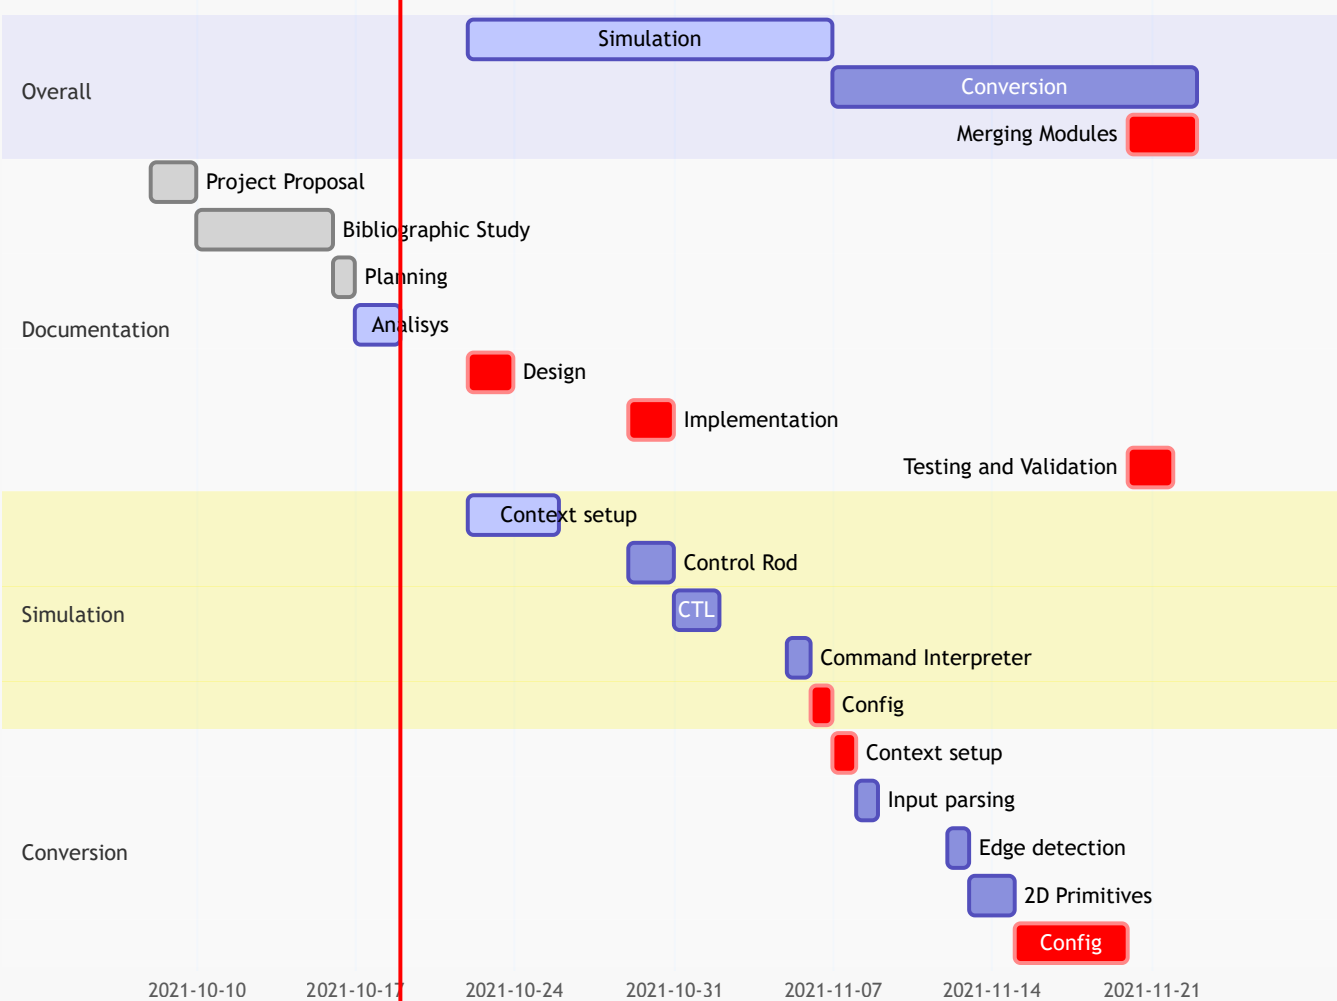 Simulation
Overall
Conversion
Merging Modules
Project Proposal
Bibliographic Study
Planning
Documentation
Analisys
Design
Implementation
Testing and Validation
Context setup
Control Rod
Simulation
CTL
Command Interpreter
Config
Context setup
Input parsing
Conversion
Edge detection
2D Primitives
Config
2021-10-10 2021-10-17 2021-10-24 2021-10-31 2021-11-07 2021-11-14 2021-11-21